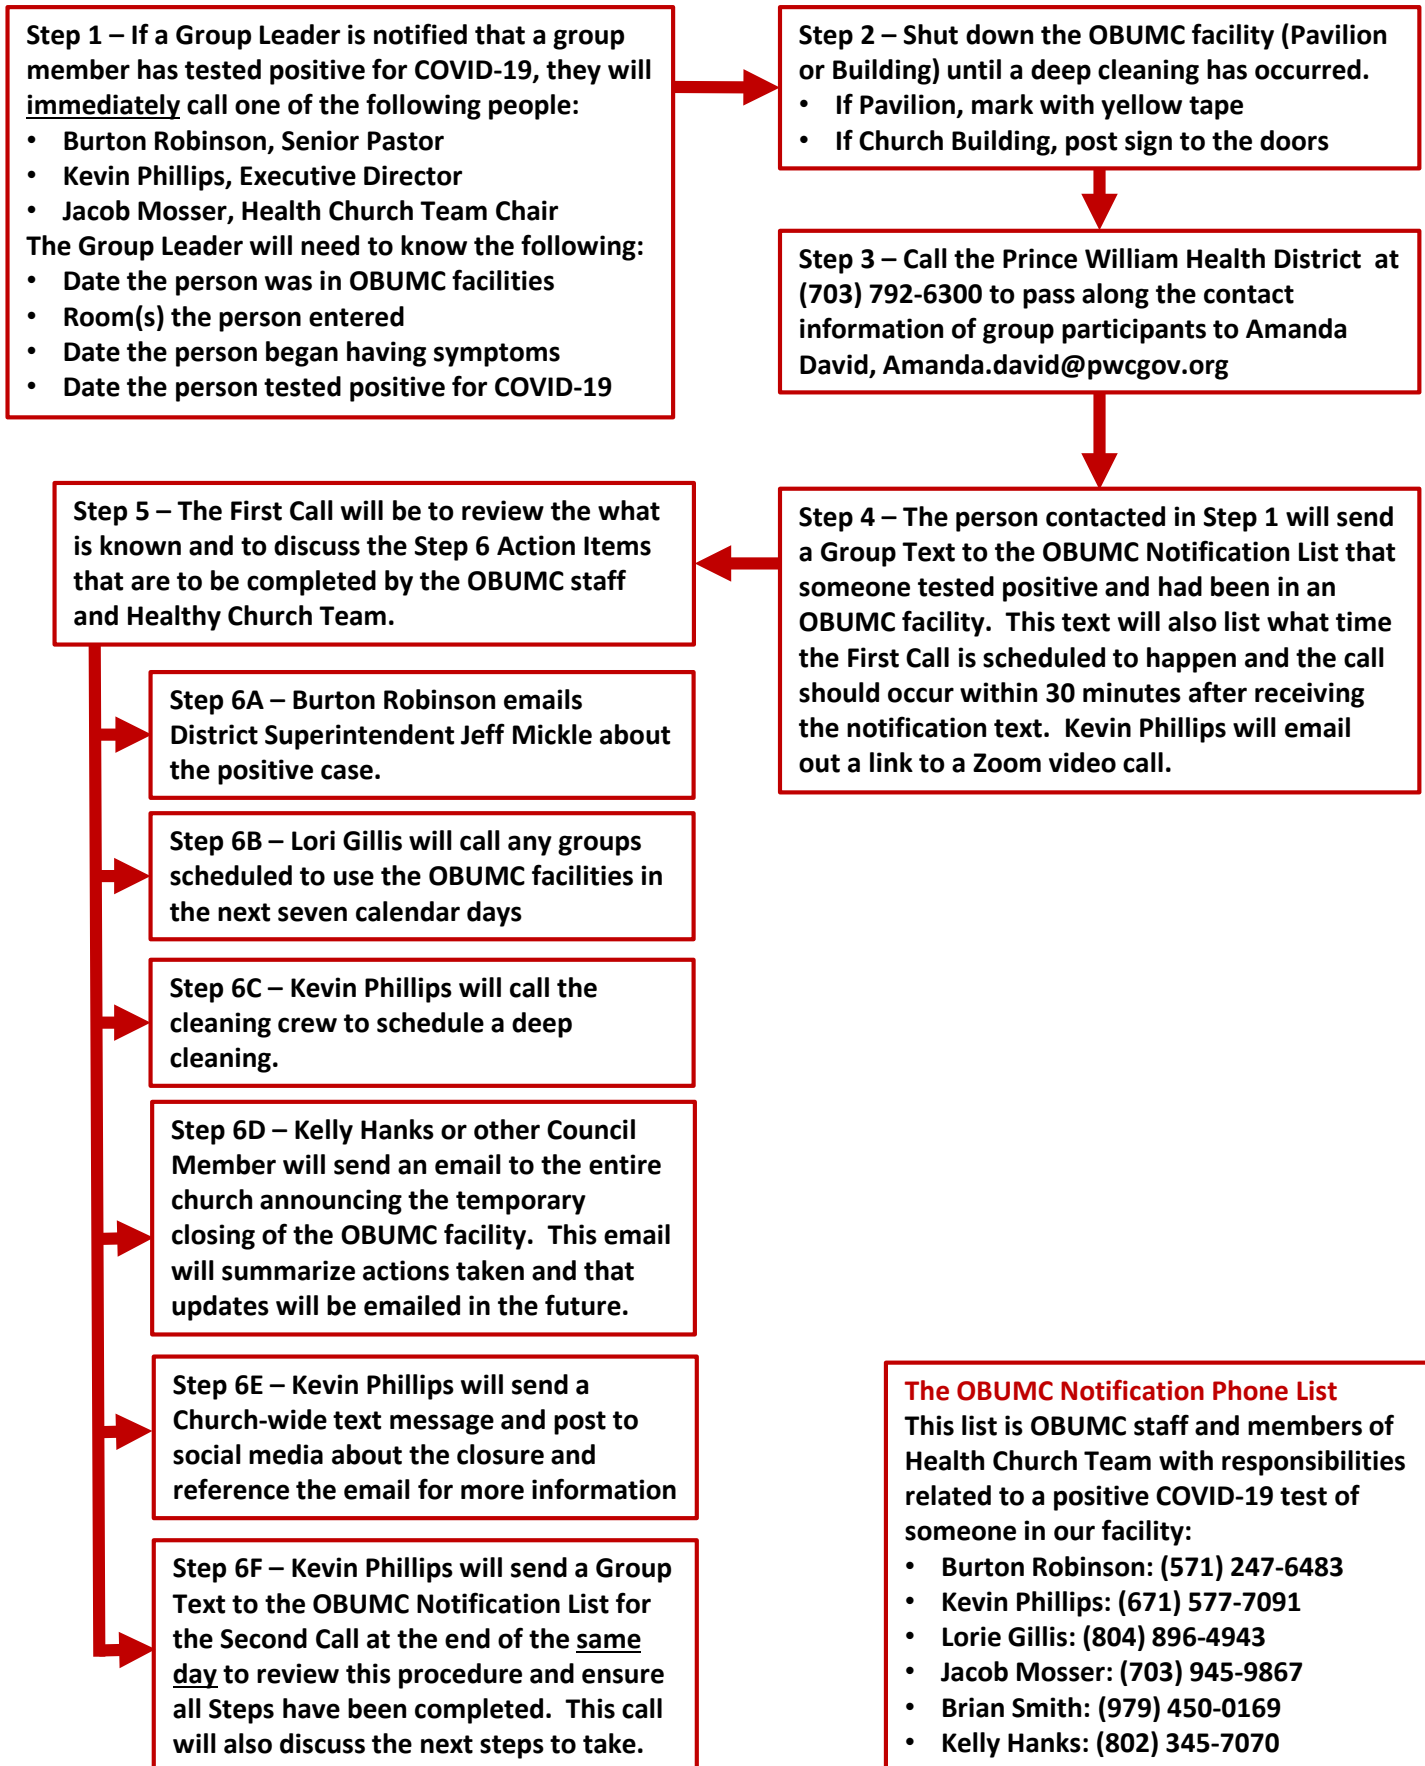 Step 1 – If a Group Leader is notified that a group
member has tested positive for COVID-19, they will
immediately call one of the following people:
• Burton Robinson, Senior Pastor
• Kevin Phillips, Executive Director
• Jacob Mosser, Health Church Team Chair
The Group Leader will need to know the following:
• Date the person was in OBUMC facilities
• Room(s) the person entered
• Date the person began having symptoms
• Date the person tested positive for COVID-19
Step 2 – Shut down the OBUMC facility (Pavilion
or Building) until a deep cleaning has occurred.
• If Pavilion, mark with yellow tape
• If Church Building, post sign to the doors
Step 3 – Call the Prince William Health District at
(703) 792-6300 to pass along the contact
information of group participants to Amanda
David, Amanda.david@pwcgov.org
Step 4 – The person contacted in Step 1 will send
a Group Text to the OBUMC Notification List that
someone tested positive and had been in an
OBUMC facility. This text will also list what time
the First Call is scheduled to happen and the call
should occur within 30 minutes after receiving
the notification text. Kevin Phillips will email
out a link to a Zoom video call.
Step 5 – The First Call will be to review the what
is known and to discuss the Step 6 Action Items
that are to be completed by the OBUMC staff
and Healthy Church Team.
Step 6A – Burton Robinson emails
District Superintendent Jeff Mickle about
the positive case.
Step 6B – Lori Gillis will call any groups
scheduled to use the OBUMC facilities in
the next seven calendar days
Step 6C – Kevin Phillips will call the
cleaning crew to schedule a deep
cleaning.
Step 6D – Kelly Hanks or other Council
Member will send an email to the entire
church announcing the temporary
closing of the OBUMC facility. This email
will summarize actions taken and that
updates will be emailed in the future.
Step 6E – Kevin Phillips will send a
Church-wide text message and post to
social media about the closure and
reference the email for more information
Step 6F – Kevin Phillips will send a Group
Text to the OBUMC Notification List for
the Second Call at the end of the same
day to review this procedure and ensure
all Steps have been completed. This call
will also discuss the next steps to take.
The OBUMC Notification Phone List
This list is OBUMC staff and members of
Health Church Team with responsibilities
related to a positive COVID-19 test of
someone in our facility:
• Burton Robinson: (571) 247-6483
• Kevin Phillips: (671) 577-7091
• Lorie Gillis: (804) 896-4943
• Jacob Mosser: (703) 945-9867
• Brian Smith: (979) 450-0169
• Kelly Hanks: (802) 345-7070